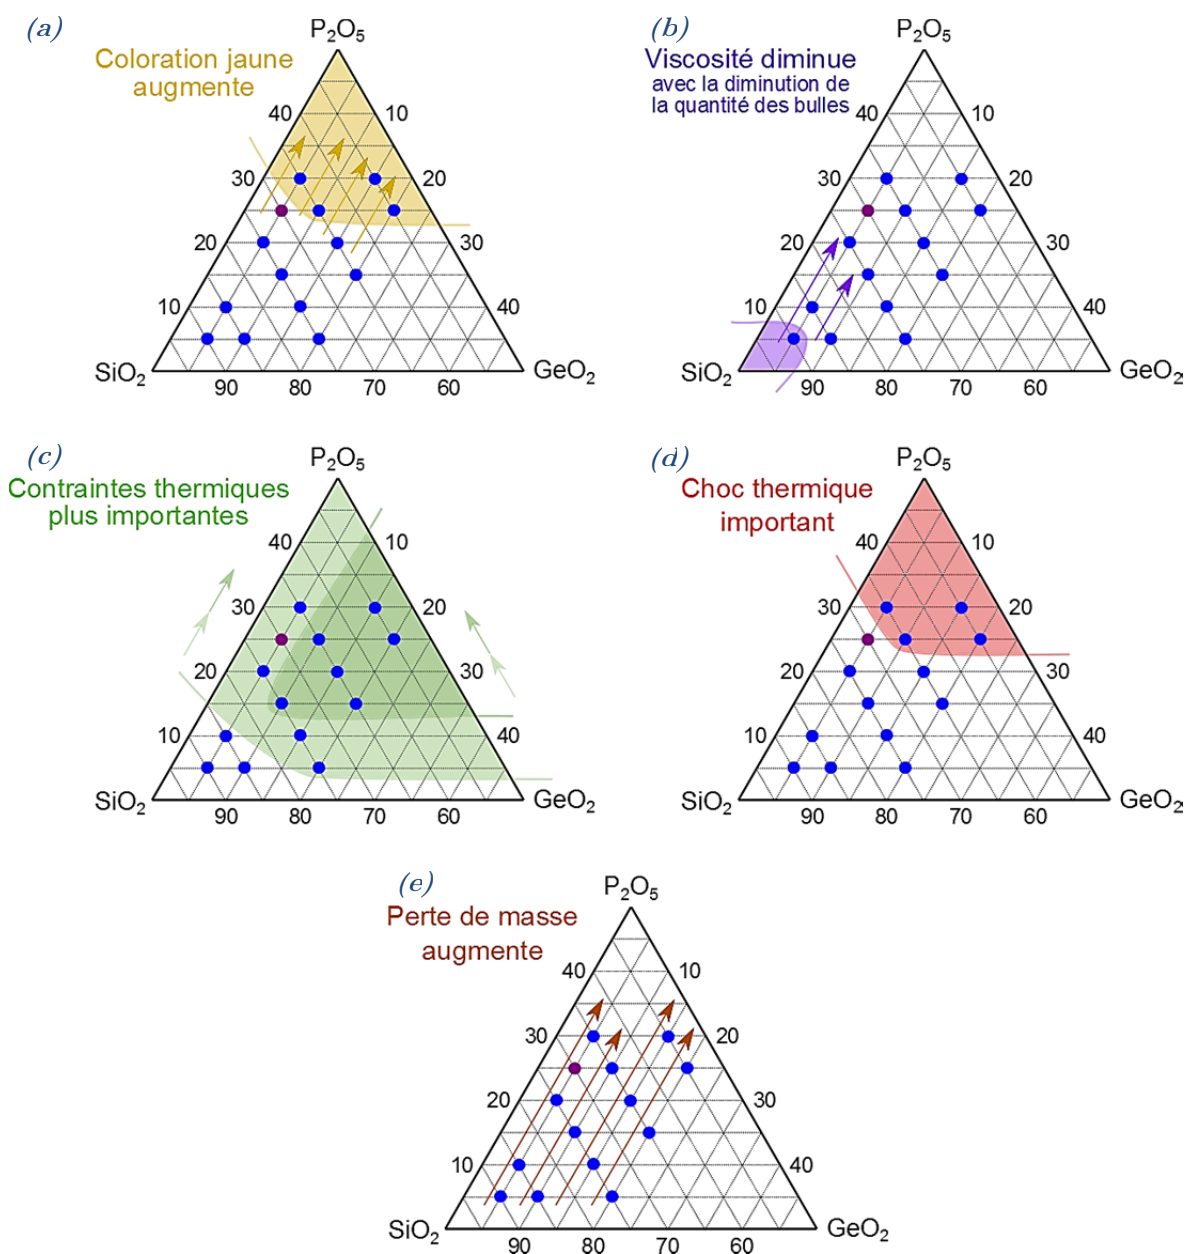 (a)
P₂O₅
Coloration jaune
augmente
40
10
30
20
20
30
10
40
SiO₂
GeO₂
90
80
70
60
(b)
P₂O₅
Viscosité diminue
avec la diminution de
la quantité des bulles
40
10
30
20
20
30
10
40
SiO₂
GeO₂
90
80
70
60
(c)
P₂O₅
Contraintes thermiques
plus importantes
40
10
30
20
20
30
10
40
SiO₂
GeO₂
90
80
70
60
(d)
P₂O₅
Choc thermique
important
40
10
30
20
20
30
10
40
SiO₂
GeO₂
90
80
70
60
(e)
P₂O₅
Perte de masse
augmente
40
10
30
20
20
30
10
40
SiO₂
GeO₂
90
80
70
60